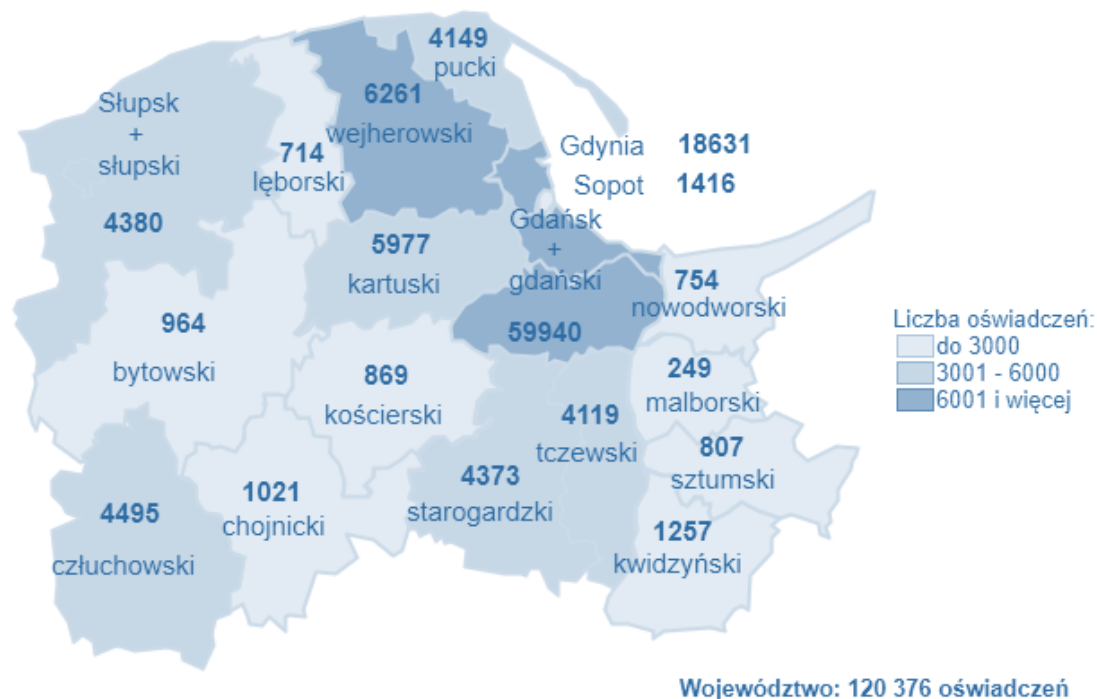 4149
pucki
6261
wejherowski
Słupsk
+
słupski
4380
714
lęborski
Gdynia 18631
Sopot 1416
Gdańsk
+
gdański
59940
5977
kartuski
754
nowodworski
964
bytowski
869
kościerski
249
malborski
4119
tczewski
807
sztumski
4373
starogardzki
1021
chojnicki
4495
człuchowski
1257
kwidzyński
Liczba oświadczeń:
do 3000
3001 - 6000
6001 i więcej
Województwo: 120 376 oświadczeń